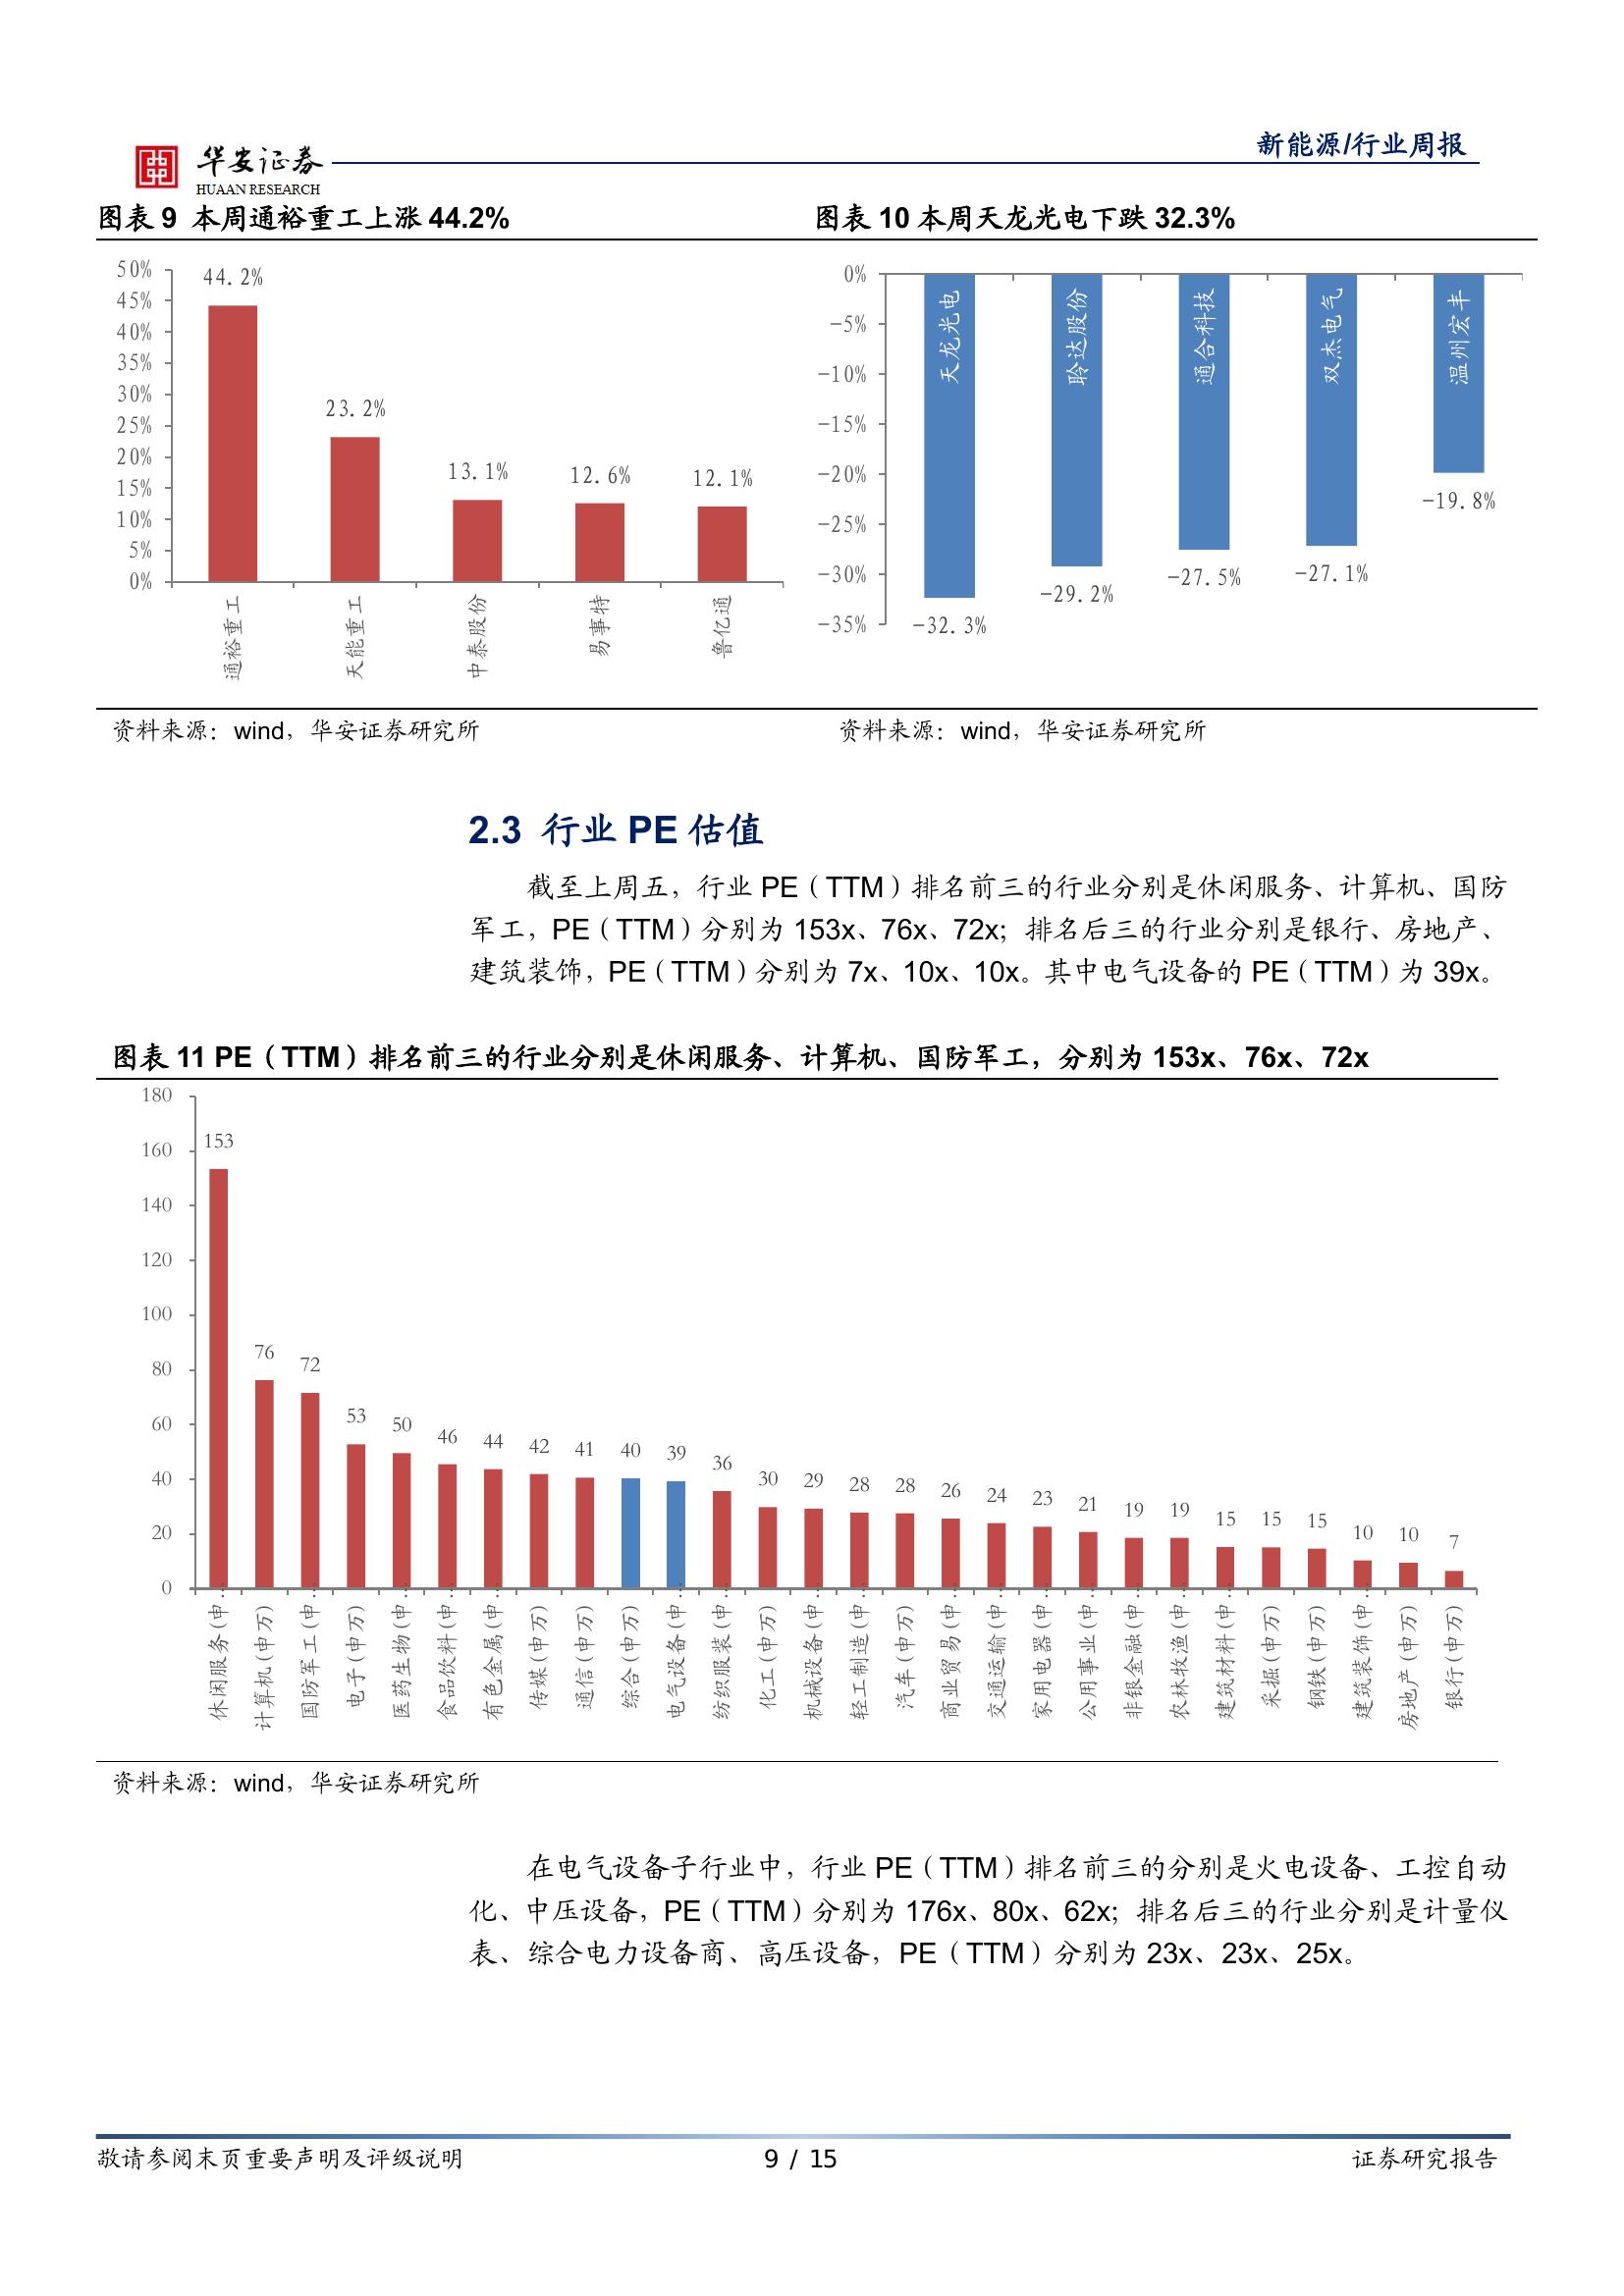 新能源/行业周报
华安证券
HUAAN RESEARCH
图表 9 本周通裕重工上涨 44.2%
50%
45%
40%
35%
30%
25%
20%
15%
10%
5%
0%
44.2%
23.2%
13.1%
12.6%
12.1%
通裕重工
天能重工
中泰股份
易事特
鲁亿通
图表 10 本周天龙光电下跌 32.3%
0%
-5%
-10%
-15%
-20%
-25%
-30%
-35%
天龙光电
聆达股份
通合科技
双杰电气
温州宏丰
-32.3%
-29.2%
-27.5%
-27.1%
-19.8%
资料来源：wind，华安证券研究所
资料来源：wind，华安证券研究所
2.3 行业 PE 估值
截至上周五，行业 PE（TTM）排名前三的行业分别是休闲服务、计算机、国防
军工，PE（TTM）分别为 153x、76x、72x；排名后三的行业分别是银行、房地产、
建筑装饰，PE（TTM）分别为 7x、10x、10x。其中电气设备的 PE（TTM）为 39x。
图表 11 PE（TTM）排名前三的行业分别是休闲服务、计算机、国防军工，分别为 153x、76x、72x
180
160
140
120
100
80
60
40
20
0
153
76
72
53
50
46
44
42
41
40
39
36
30
29
28
28
26
24
23
21
19
19
15
15
15
10
10
7
休闲服务(申.
计算机(申万)
国防军工(申.
电子(申万)
医药生物(申.
食品饮料(申.
有色金属(申.
传媒(申万)
通信(申万)
综合(申万)
电气设备(申.
纺织服装(申.
化工(申万)
机械设备(申.
轻工制造(申.
汽车(申万)
商业贸易(申.
交通运输(申.
家用电器(申.
公用事业(申.
非银金融(申.
农林牧渔(申.
建筑材料(申.
采掘(申万)
钢铁(申万)
建筑装饰(申.
房地产(申万)
银行(申万)
资料来源：wind，华安证券研究所
在电气设备子行业中，行业 PE（TTM）排名前三的分别是火电设备、工控自动
化、中压设备，PE（TTM）分别为 176x、80x、62x；排名后三的行业分别是计量仪
表、综合电力设备商、高压设备，PE（TTM）分别为 23x、23x、25x。
敬请参阅末页重要声明及评级说明
9 / 15
证券研究报告